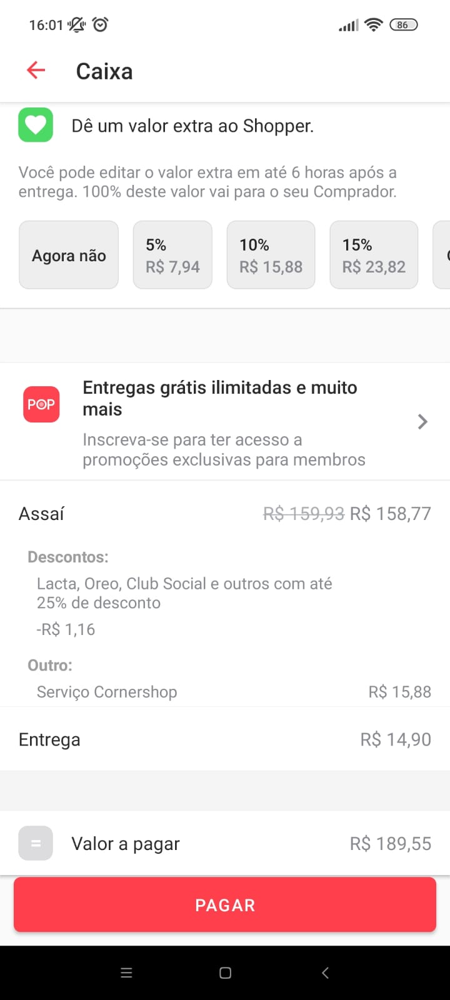 16:01
86
Caixa
Dê um valor extra ao Shopper.
Você pode editar o valor extra em até 6 horas após a
entrega. 100% deste valor vai para o seu Comprador.
Agora não
5%
R$ 7,94
10%
R$ 15,88
15%
R$ 23,82
POP
Entregas grátis ilimitadas e muito
mais
Inscreva-se para ter acesso a
promoções exclusivas para membros
Assaí R$ 159,93 R$ 158,77
Descontos:
Lacta, Oreo, Club Social e outros com até
25% de desconto
-R$ 1,16
Outro:
Serviço Cornershop R$ 15,88
Entrega R$ 14,90
= Valor a pagar R$ 189,55
PAGAR